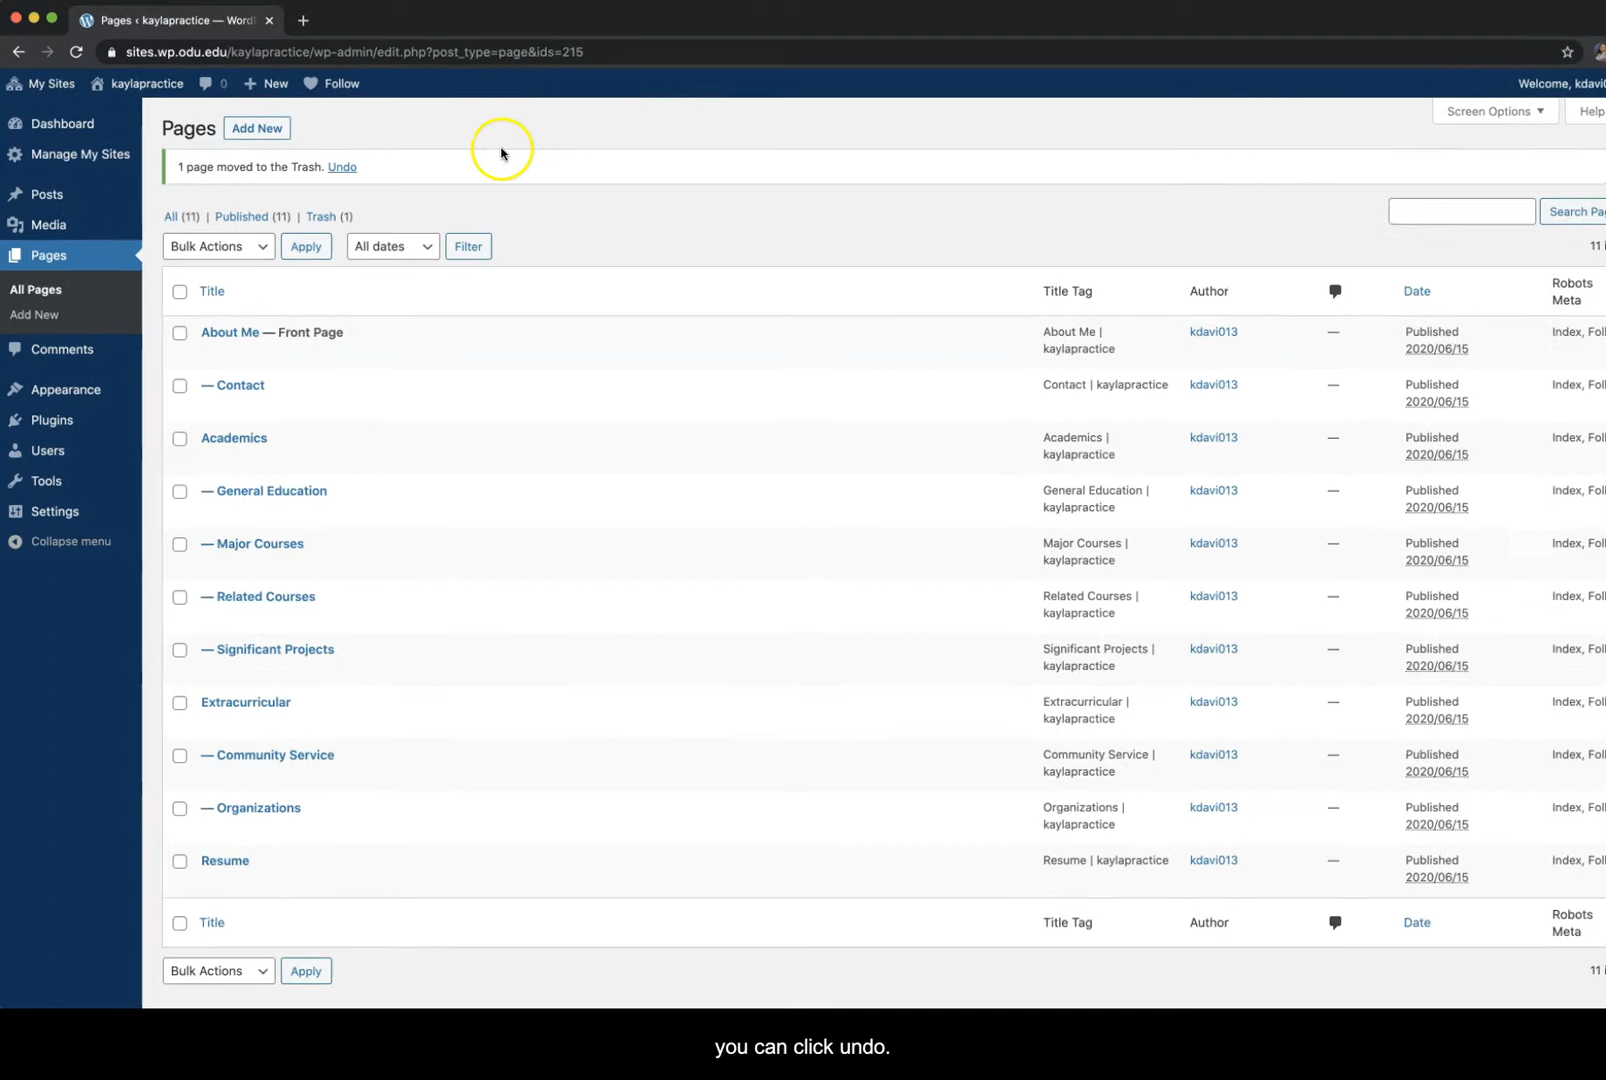 Pages ‹ kaylapractice — WordP
sites.wp.odu.edu/kaylapractice/wp-admin/edit.php?post_type=page&ids=215
My Sites kaylapractice 0 New Follow Welcome, kdavi0
Dashboard
Manage My Sites
Posts
Media
Pages
All Pages
Add New
Comments
Appearance
Plugins
Users
Tools
Settings
Collapse menu
Screen Options Help
Pages Add New
1 page moved to the Trash. Undo
All (11) | Published (11) | Trash (1)
Search Pag
Bulk Actions Apply All dates Filter 11 i
Title Title Tag Author Date Robots
Meta
About Me — Front Page About Me | kdavi013 — Published Index, Foll
kaylapractice 2020/06/15
— Contact Contact | kaylapractice kdavi013 — Published Index, Foll
2020/06/15
Academics Academics | kdavi013 — Published Index, Foll
kaylapractice 2020/06/15
— General Education General Education | kdavi013 — Published Index, Foll
kaylapractice 2020/06/15
— Major Courses Major Courses | kdavi013 — Published Index, Foll
kaylapractice 2020/06/15
— Related Courses Related Courses | kdavi013 — Published Index, Foll
kaylapractice 2020/06/15
— Significant Projects Significant Projects | kdavi013 — Published Index, Foll
kaylapractice 2020/06/15
Extracurricular Extracurricular | kdavi013 — Published Index, Foll
kaylapractice 2020/06/15
— Community Service Community Service | kdavi013 — Published Index, Foll
kaylapractice 2020/06/15
— Organizations Organizations | kdavi013 — Published Index, Foll
kaylapractice 2020/06/15
Resume Resume | kaylapractice kdavi013 — Published Index, Foll
2020/06/15
Title Title Tag Author Date Robots
Meta
Bulk Actions Apply 11 i
you can click undo.